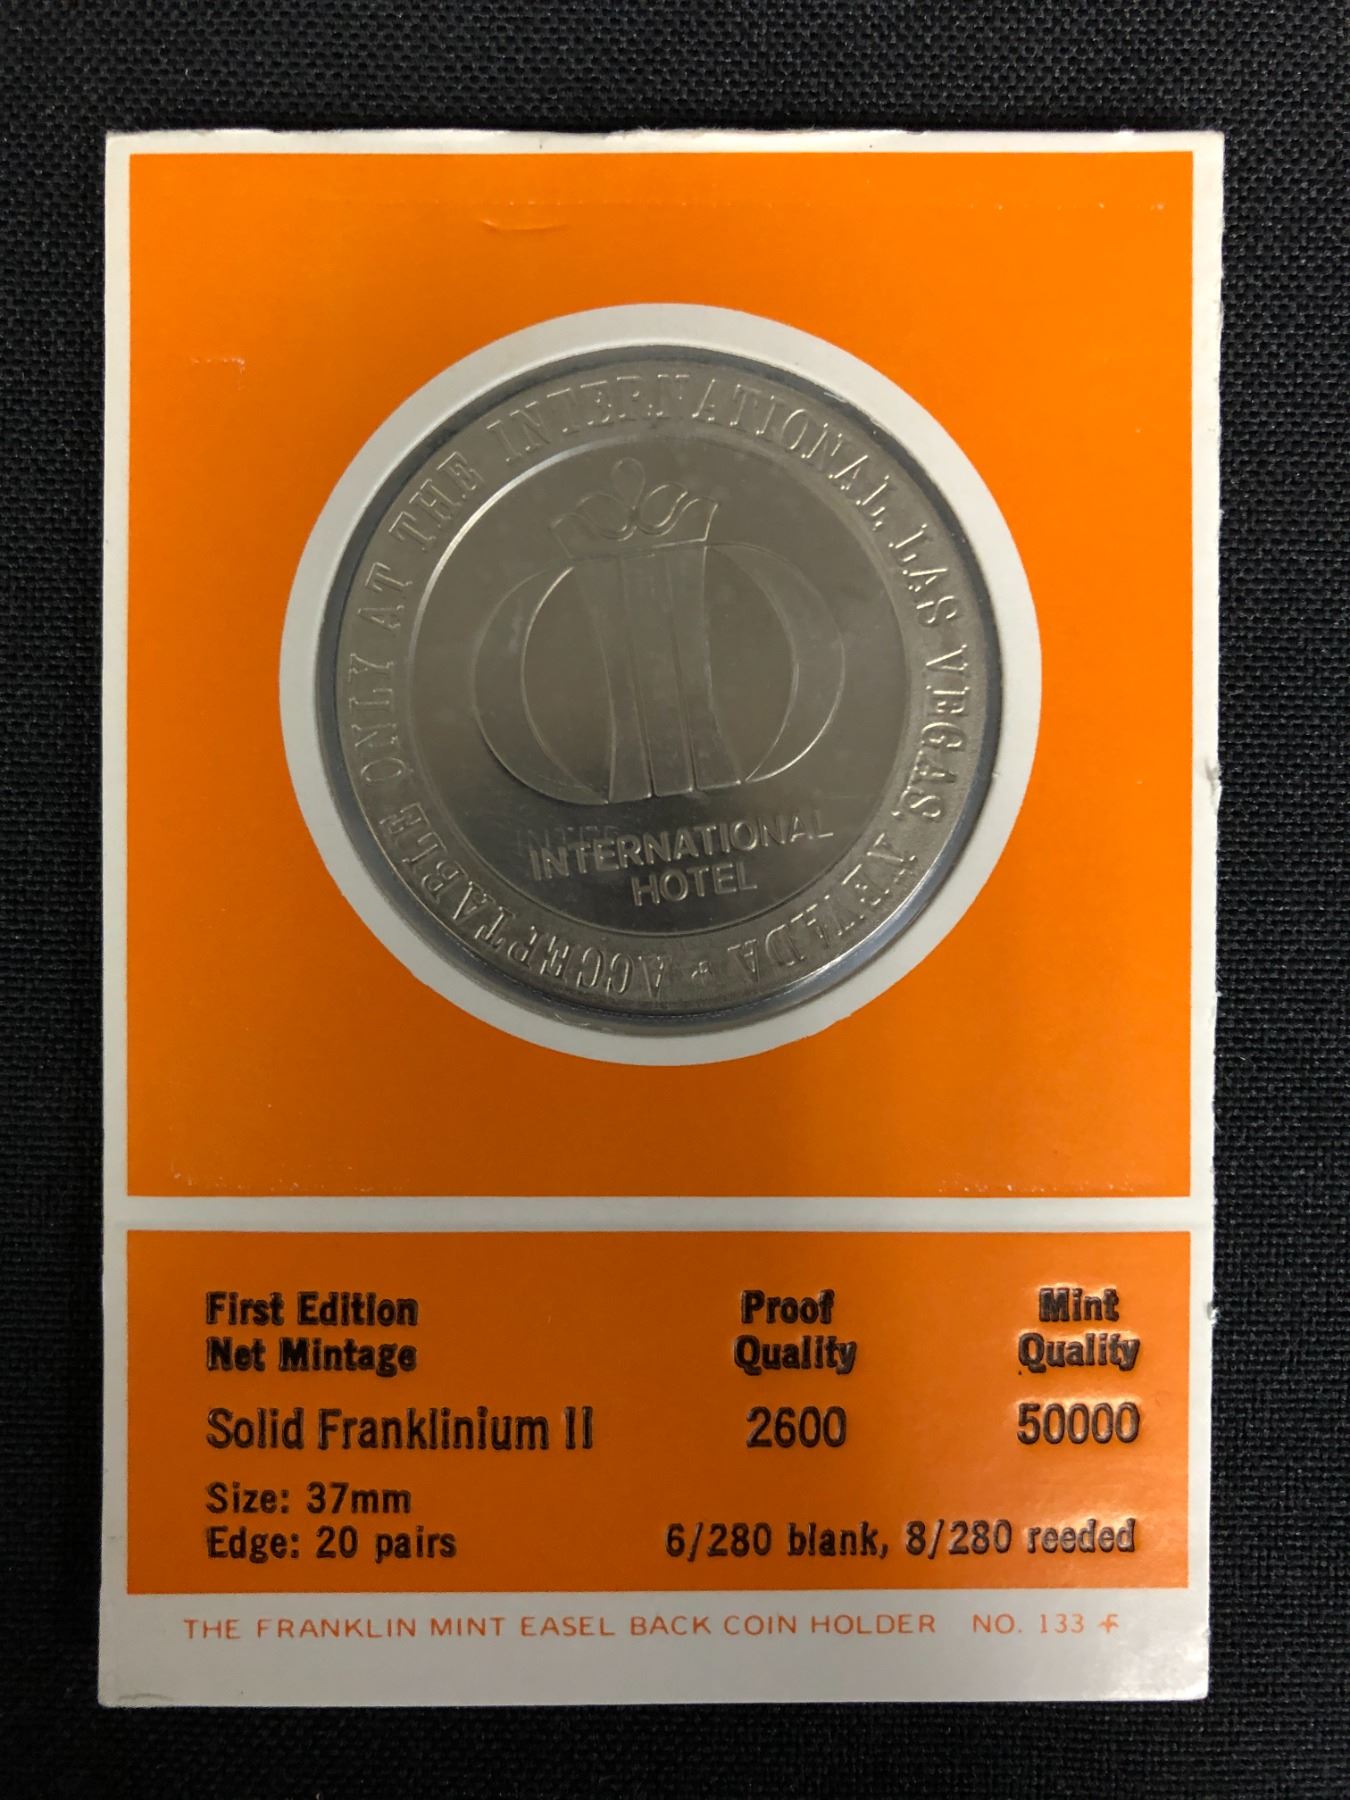 ACCEPTABLE ONLY AT THE INTERNATIONAL, LAS VEGAS, NEVADA
INTERNATIONAL
HOTEL
First Edition
Net Mintage
Proof
Quality
Mint
Quality
Solid Franklinium II 2600 50000
Size: 37mm
Edge: 20 pairs 6/280 blank, 8/280 reeded
THE FRANKLIN MINT EASEL BACK COIN HOLDER NO. 133